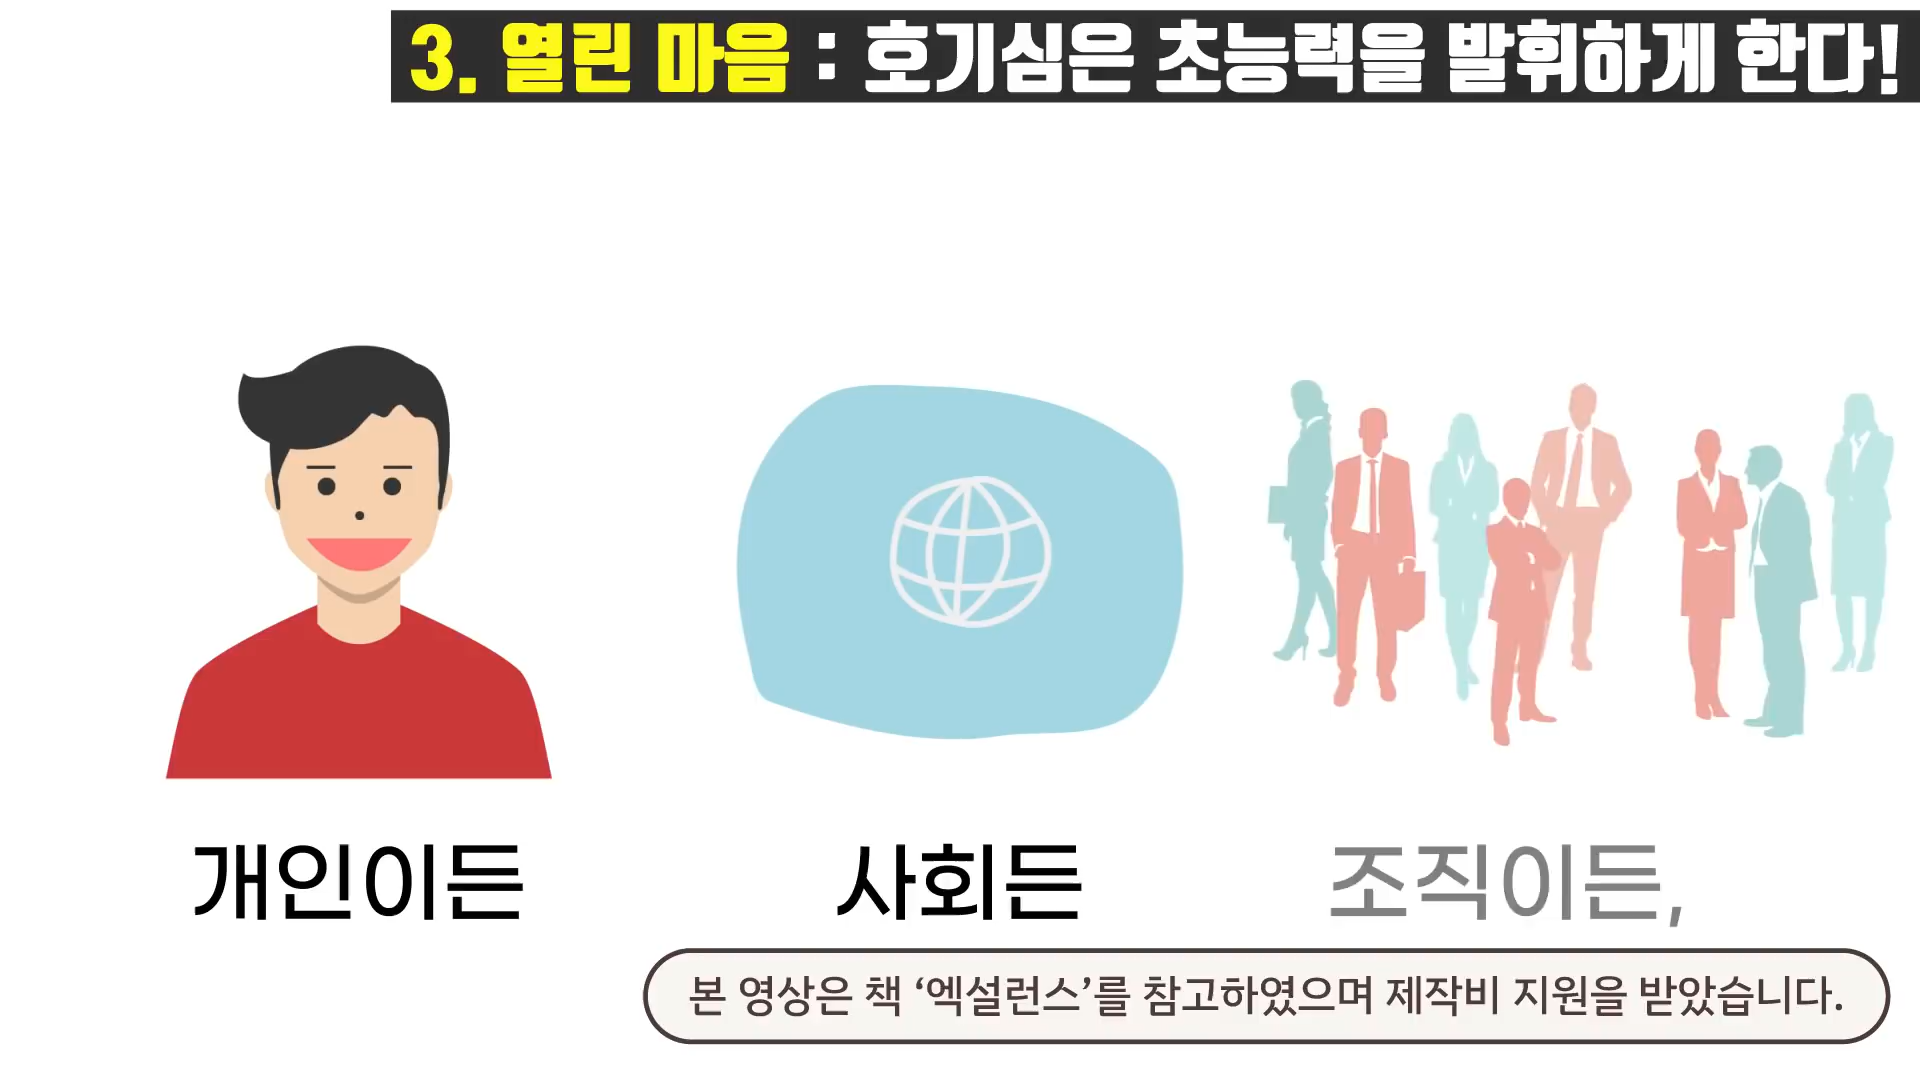 3. 열린 마음 : 호기심은 초능력을 발휘하게 한다!
개인이든
사회든
조직이든,
본 영상은 책 ‘엑설런스’를 참고하였으며 제작비 지원을 받았습니다.